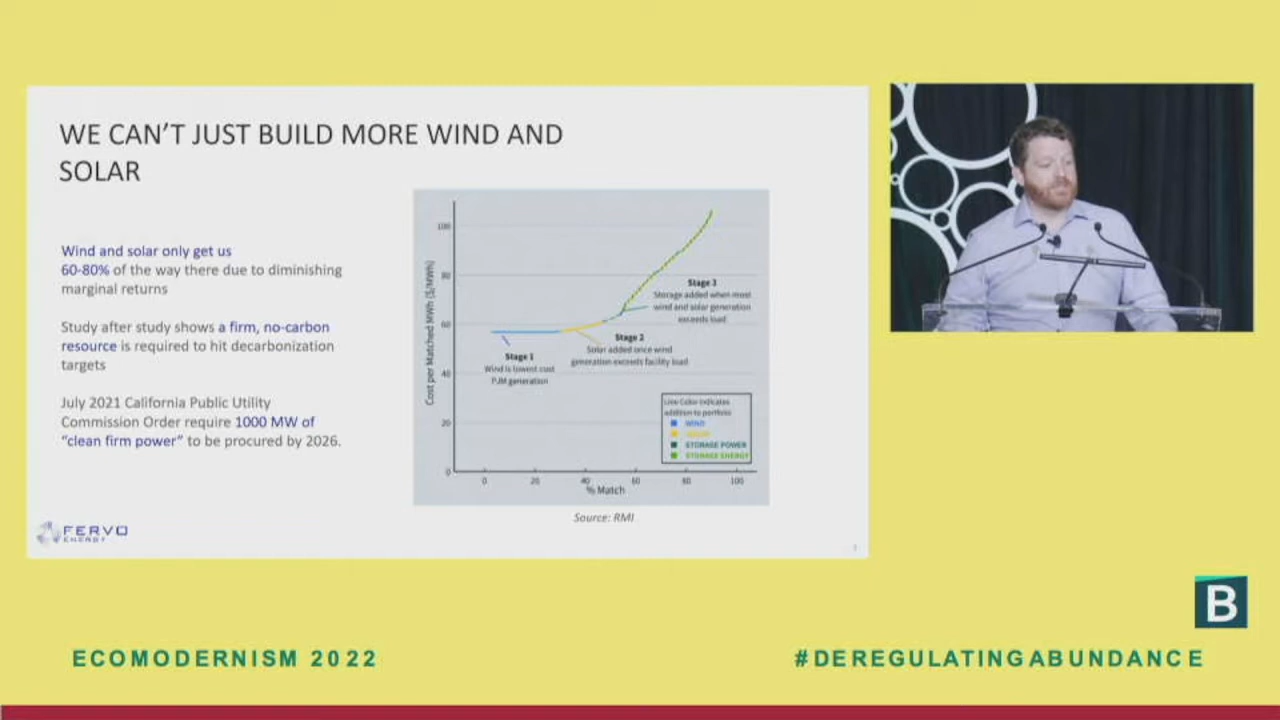 WE CAN'T JUST BUILD MORE WIND AND
SOLAR
Wind and solar only get us
60-80% of the way there due to diminishing
marginal returns
Study after study shows a firm, no-carbon
resource is required to hit decarbonization
targets
July 2021 California Public Utility
Commission Order require 1000 MW of
"clean firm power" to be procured by 2026.
Cost per Matched MWh ($/MWh)
100
80
60
40
20
0
Stage 3
Storage added when most
wind and solar generation
exceeds load
Stage 2
Solar added once wind
generation exceeds facility load
Stage 1
Wind is lowest cost
PJM generation
Line Color indicates
addition to portfolio
WIND
SOLAR
STORAGE POWER
STORAGE ENERGY
0 20 40 60 80 100
% Match
Source: RMI
FERVO
ENERGY
B
ECOMODERNISM 2022
#DEREGULATINGABUNDANCE